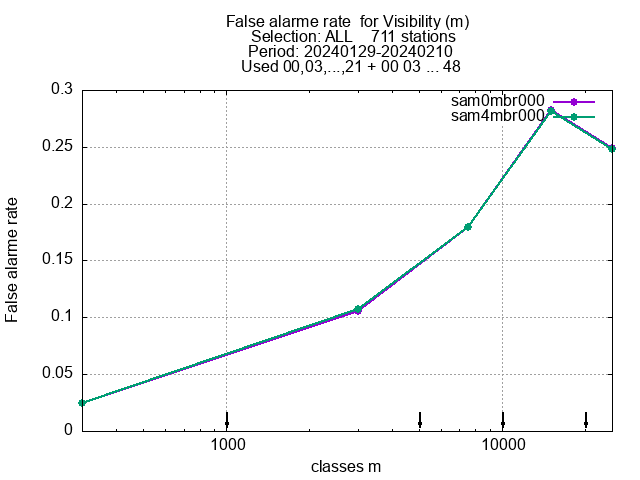 False alarme rate  for Visibility (m)
Selection: ALL    711 stations
Period: 20240129-20240210
Used 00,03,...,21 + 00 03 ... 48
sam0mbr000
sam4mbr000
0.3
0.25
0.2
0.15
0.1
0.05
0
False alarme rate
1000
10000
classes m